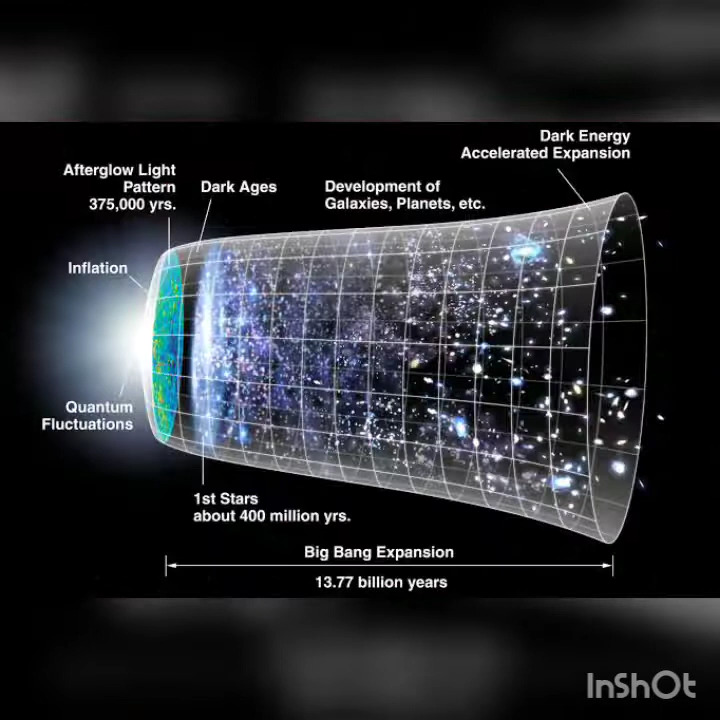 Dark Energy
Accelerated Expansion
Afterglow Light
Pattern
375,000 yrs.
Dark Ages
Development of
Galaxies, Planets, etc.
Inflation
Quantum
Fluctuations
1st Stars
about 400 million yrs.
Big Bang Expansion
13.77 billion years
InShOt